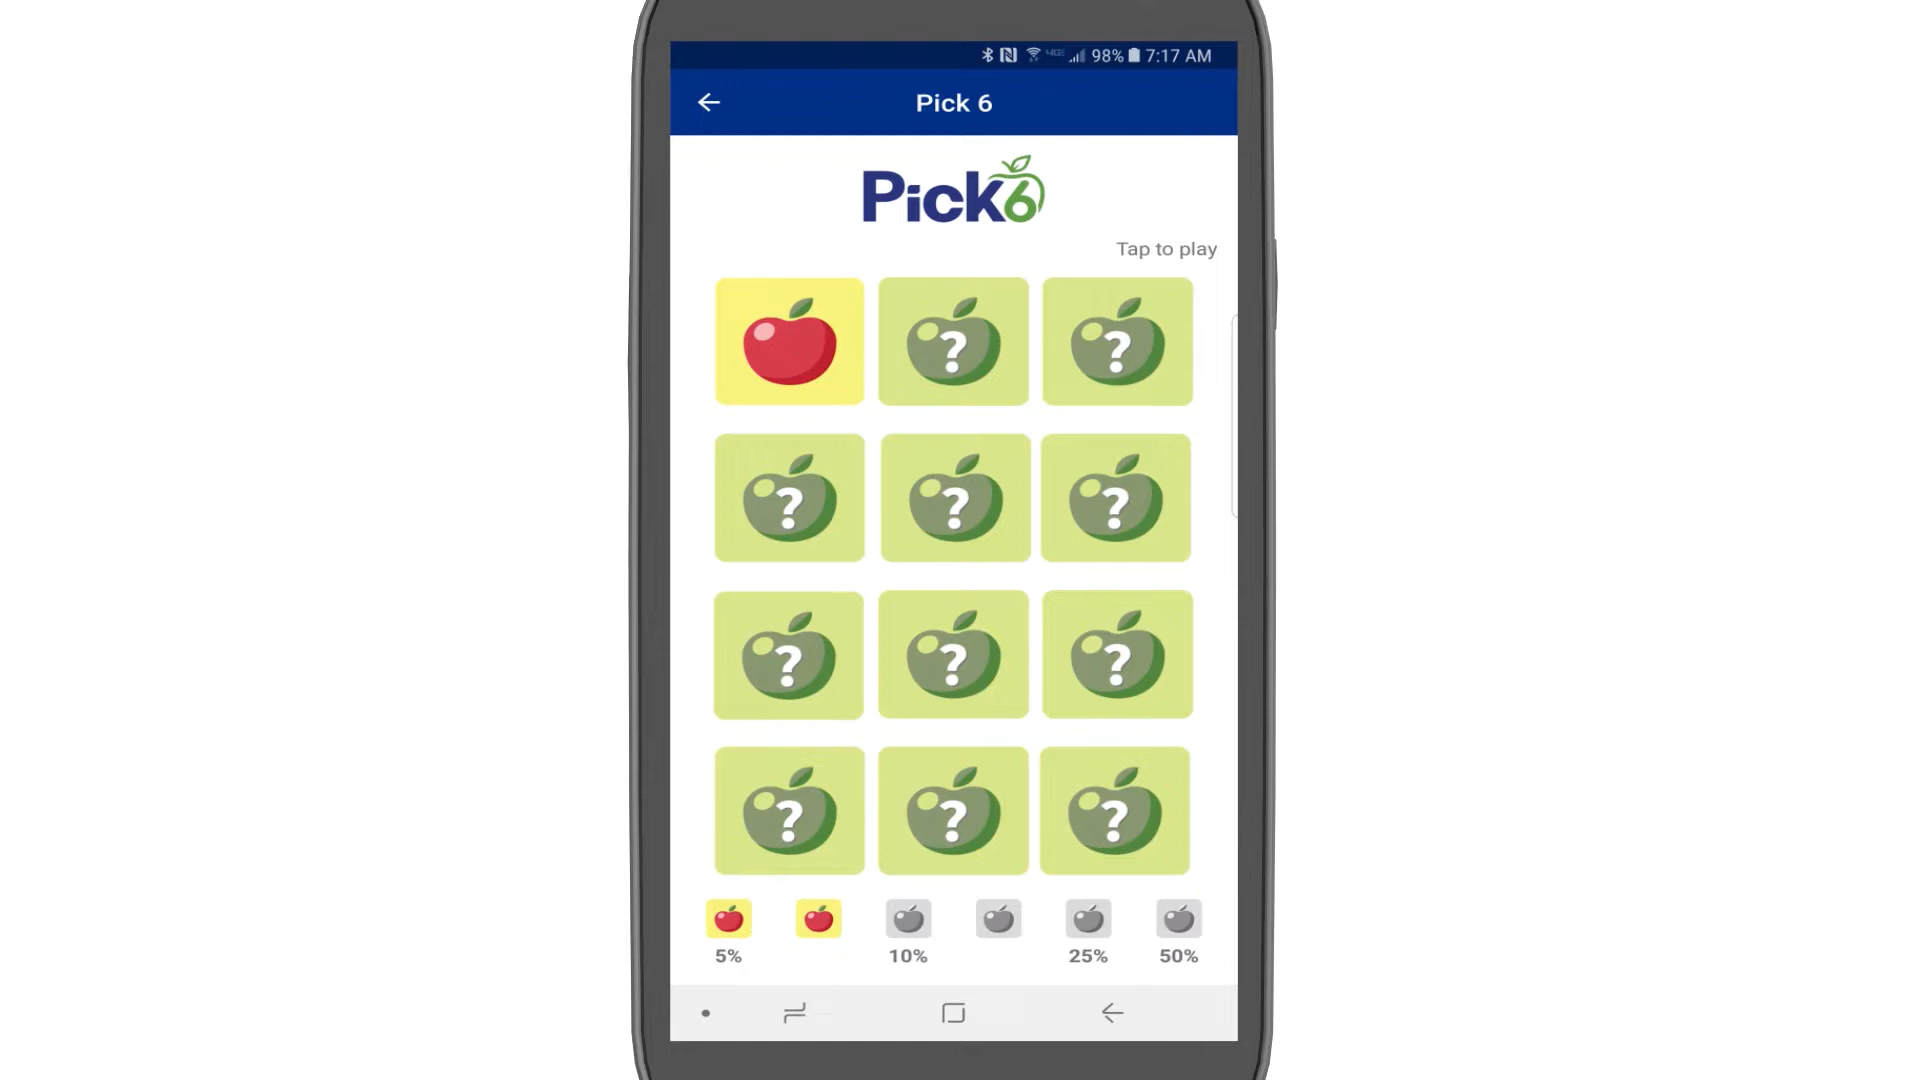 98% 7:17 AM
Pick 6
Pick6
Tap to play
? ?
? ? ?
? ? ?
? ? ?
5% 10% 25% 50%